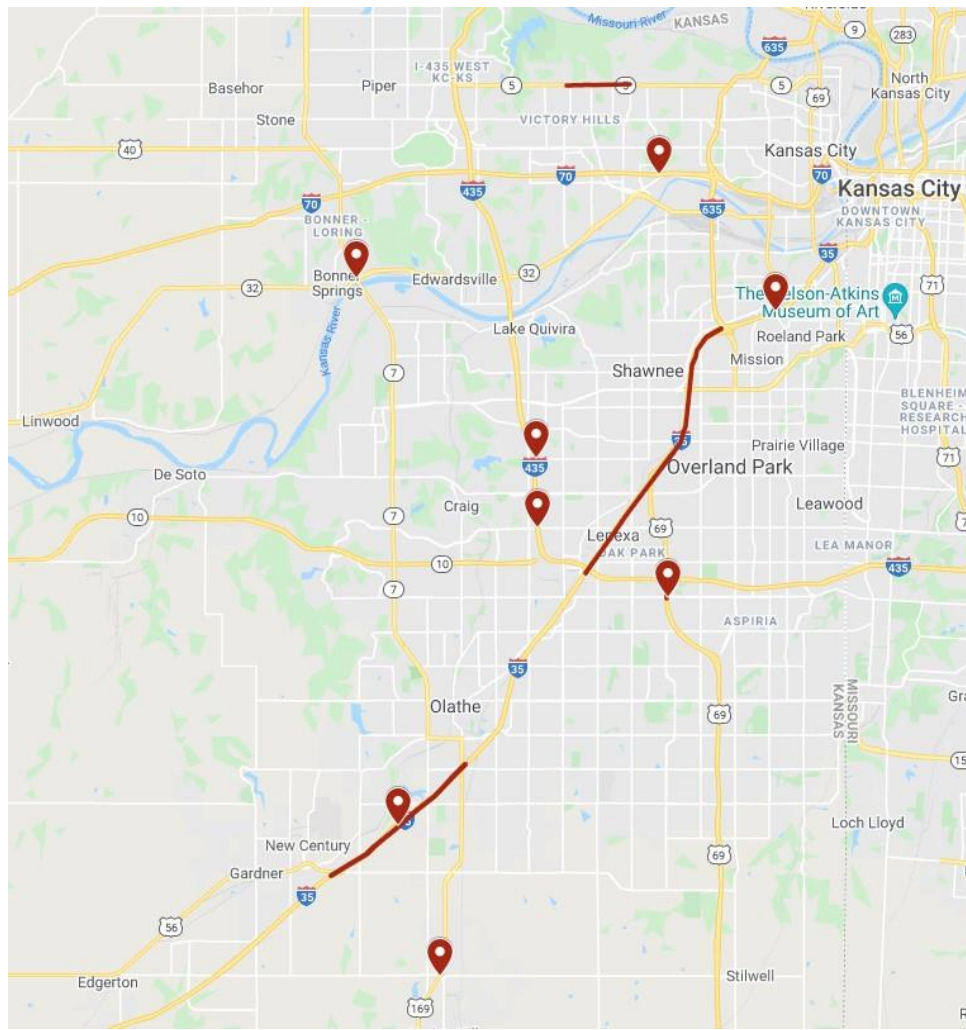 Missouri River
KANSAS
635
9
283
I-435 WEST
KC-KS
Piper
Basehor
5
5
5
5
North
Kansas City
69
Stone
VICTORY HILLS
40
Kansas City
70
435
70
70
Kansas City
635
DOWNTOWN
KANSAS CITY
BONNER -
LORING
35
Bonner
Springs
Edwardsville
32
32
71
The Nelson-Atkins
Museum of Art
Kansas River
Lake Quivira
Roeland Park
56
Mission
Shawnee
7
BLENHEIM
SQUARE -
RESEARCH
HOSPITAL
Linwood
435
35
Prairie Village
71
De Soto
Overland Park
Craig
Leawood
10
7
69
Lenexa
OAK PARK
LEA MANOR
10
435
7
ASPIRIA
35
MISSOURI
KANSAS
Olathe
69
Loch Lloyd
New Century
69
Gardner
35
56
Edgerton
Stilwell
169